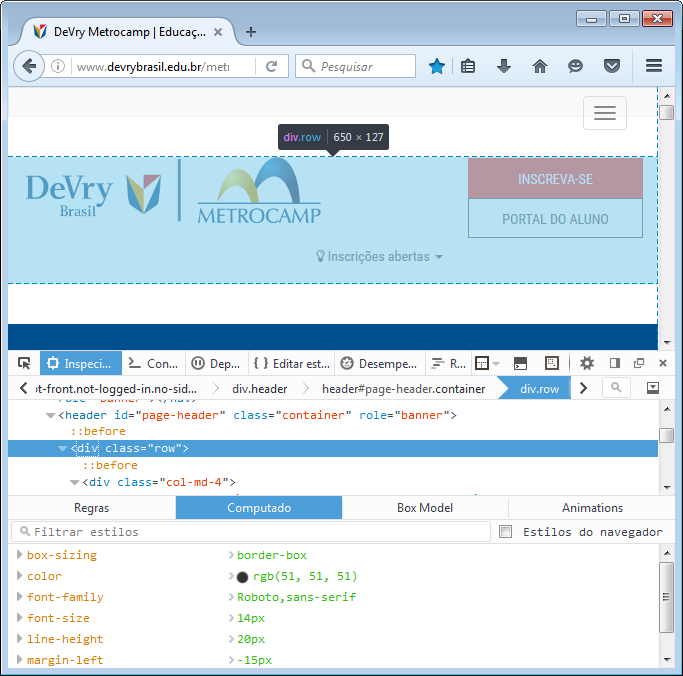 DeVry Metrocamp | Educaç...
www.devrybrasil.edu.br/metr
Pesquisar
div.row | 650 × 127
DeVry
Brasil
METROCAMP
INSCREVA-SE
PORTAL DO ALUNO
Inscrições abertas
Inspeci...
Con...
Dep...
{ } Editar est...
Desempe...
R...
ot-front.not-logged-in.no-sid...
div.header
header#page-header.container
div.row
role="banner"></nav>
<header id="page-header" class="container" role="banner">
::before
<div class="row">
::before
<div class="col-md-4">
Regras
Computado
Box Model
Animations
Filtrar estilos
Estilos do navegador
box-sizing border-box
color rgb(51, 51, 51)
font-family Roboto,sans-serif
font-size 14px
line-height 20px
margin-left -15px